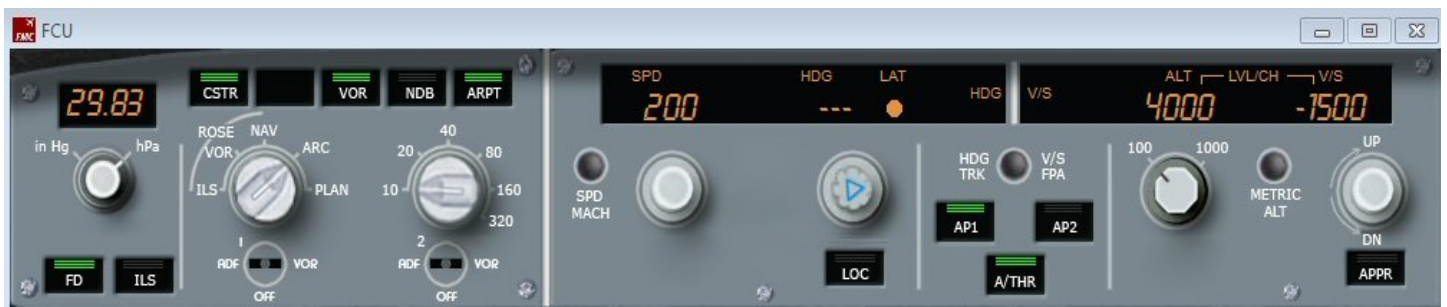 FMC FCU
CSTR VOR NDB ARPT
29.83
in Hg hPa
ROSE NAV
VOR ARC
ILS PLAN
10 20 40 80 160 320
1 2
ADF VOR ADF VOR
OFF OFF
FD ILS
SPD HDG LAT
200 --- HDG
V/S ALT LVL/CH V/S
4000 -1500
SPD
MACH
LOC
HDG V/S
TRK FPA
AP1 AP2
A/THR
100 1000
METRIC
ALT
UP
DN
APPR